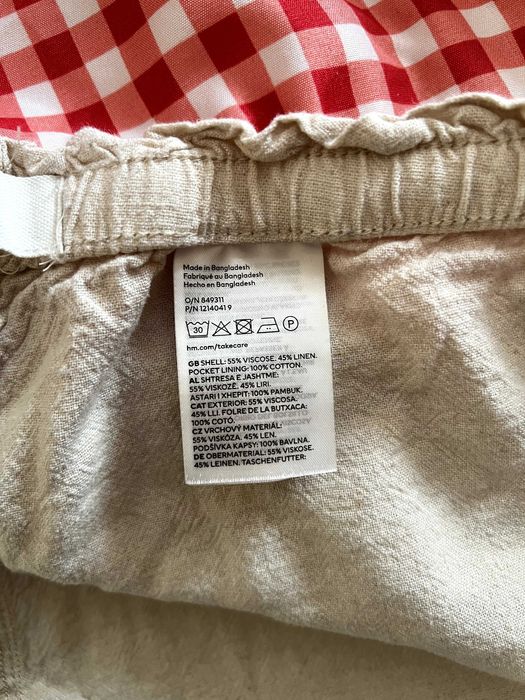 Made in Bangladesh
Fabriqué au Bangladesh
Hecho en Bangladesh
O/N 849311
P/N 1214041 9
30 P
hm.com/takecare
GB SHELL: 55% VISCOSE. 45% LINEN.
POCKET LINING: 100% COTTON.
AL SHTRESA E JASHTME:
55% VISKOZË. 45% LIRI.
ASTARI I XHEPIT: 100% PAMBUK.
CAT EXTERIOR: 55% VISCOSA.
45% LLI. FOLRE DE LA BUTXACA:
100% COTÓ.
CZ VRCHOVÝ MATERIÁL:
55% VISKÓZA. 45% LEN.
PODŠÍVKA KAPSY: 100% BAVLNA.
DE OBERMATERIAL: 55% VISKOSE.
45% LEINEN. TASCHENFUTTER: